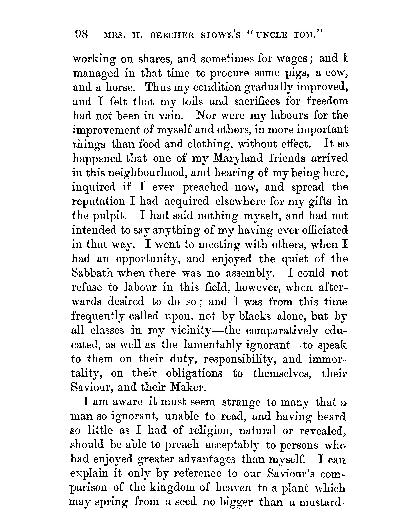 98 MRS. H. BEECHER STOWE'S "UNCLE TOM."
working on shares, and sometimes for wages; and I
managed in that time to procure some pigs, a cow,
and a horse. Thus my condition gradually improved,
and I felt that my toils and sacrifices for freedom
had not been in vain. Nor were my labours for the
improvement of myself and others, in more important
things than food and clothing, without effect. It so
happened that one of my Maryland friends arrived
in this neighbourhood, and hearing of my being here,
inquired if I ever preached now, and spread the
reputation I had acquired elsewhere for my gifts in
the pulpit. I had said nothing myself, and had not
intended to say anything of my having ever officiated
in that way. I went to meeting with others, when I
had an opportunity, and enjoyed the quiet of the
Sabbath when there was no assembly. I could not
refuse to labour in this field, however, when after-
wards desired to do so; and I was from this time
frequently called upon, not by blacks alone, but by
all classes in my vicinity—the comparatively edu-
cated, as well as the lamentably ignorant—to speak
to them on their duty, responsibility, and immor-
tality, on their obligations to themselves, their
Saviour, and their Maker.
I am aware it must seem strange to many that a
man so ignorant, unable to read, and having heard
so little as I had of religion, natural or revealed,
should be able to preach acceptably to persons who
had enjoyed greater advantages than myself. I can
explain it only by reference to our Saviour's com-
parison of the kingdom of heaven to a plant which
may spring from a seed no bigger than a mustard-